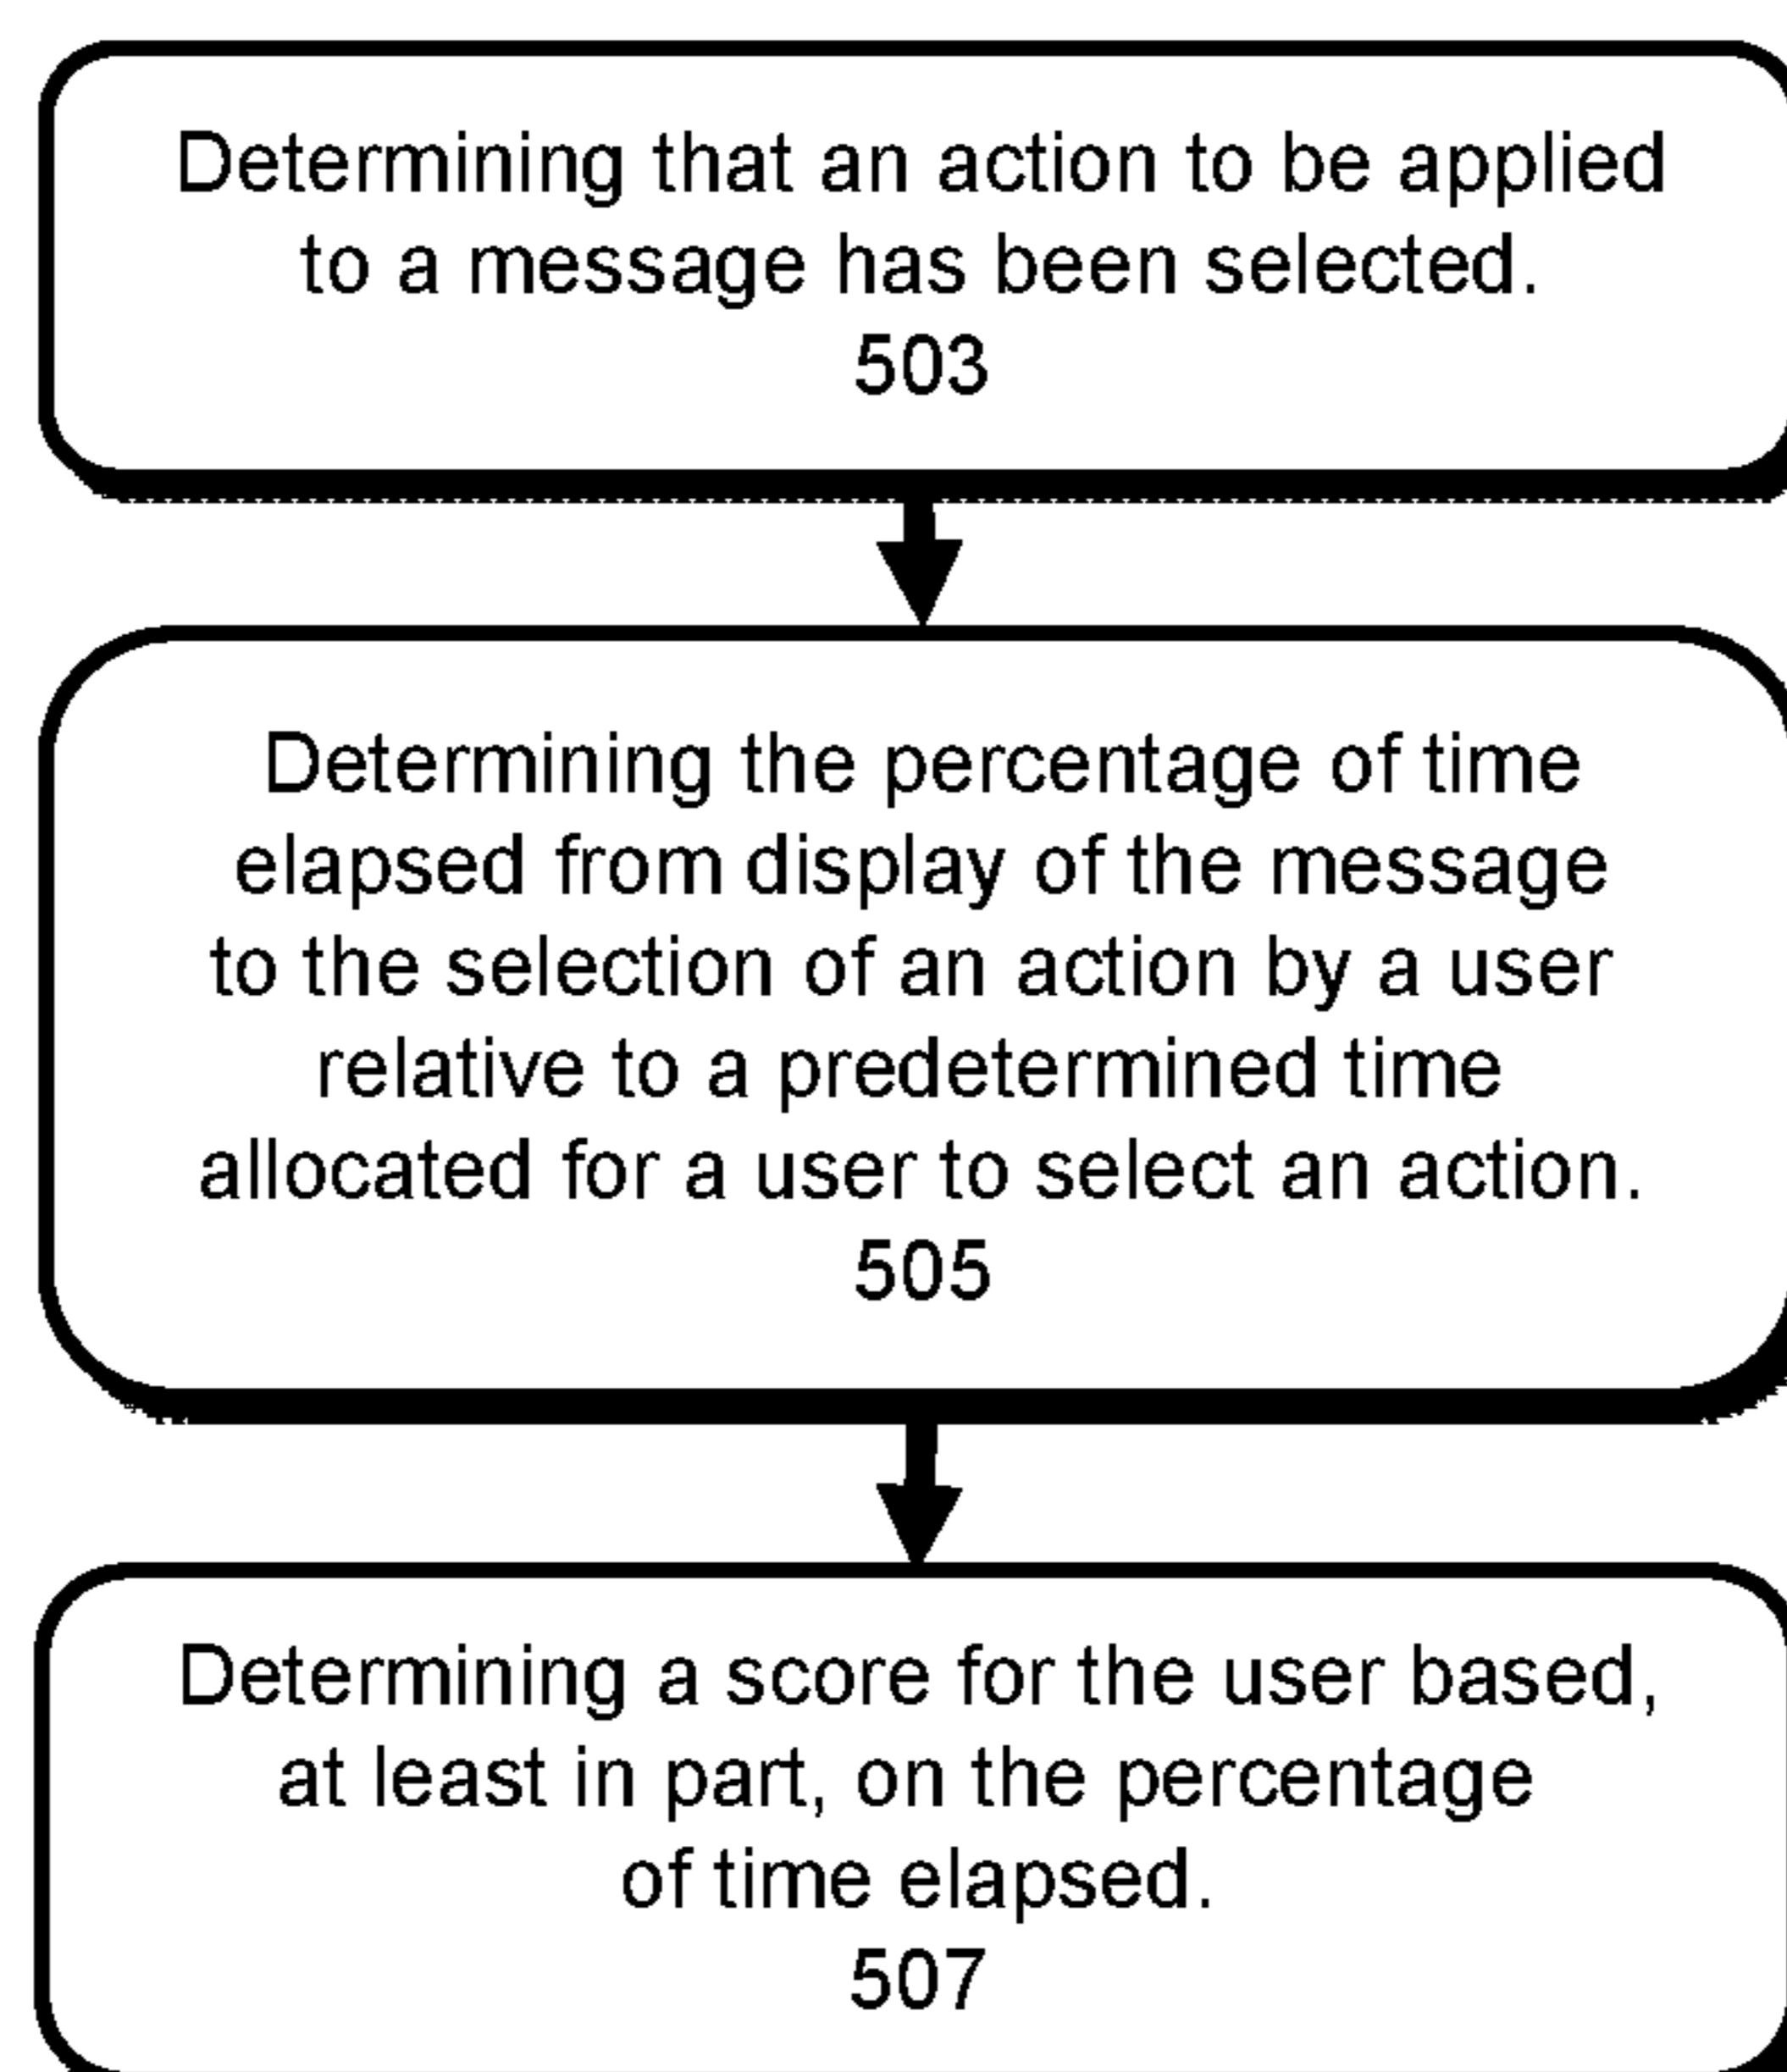 Determining that an action to be applied
to a message has been selected.
503
Determining the percentage of time
elapsed from display of the message
to the selection of an action by a user
relative to a predetermined time
allocated for a user to select an action.
505
Determining a score for the user based,
at least in part, on the percentage
of time elapsed.
507